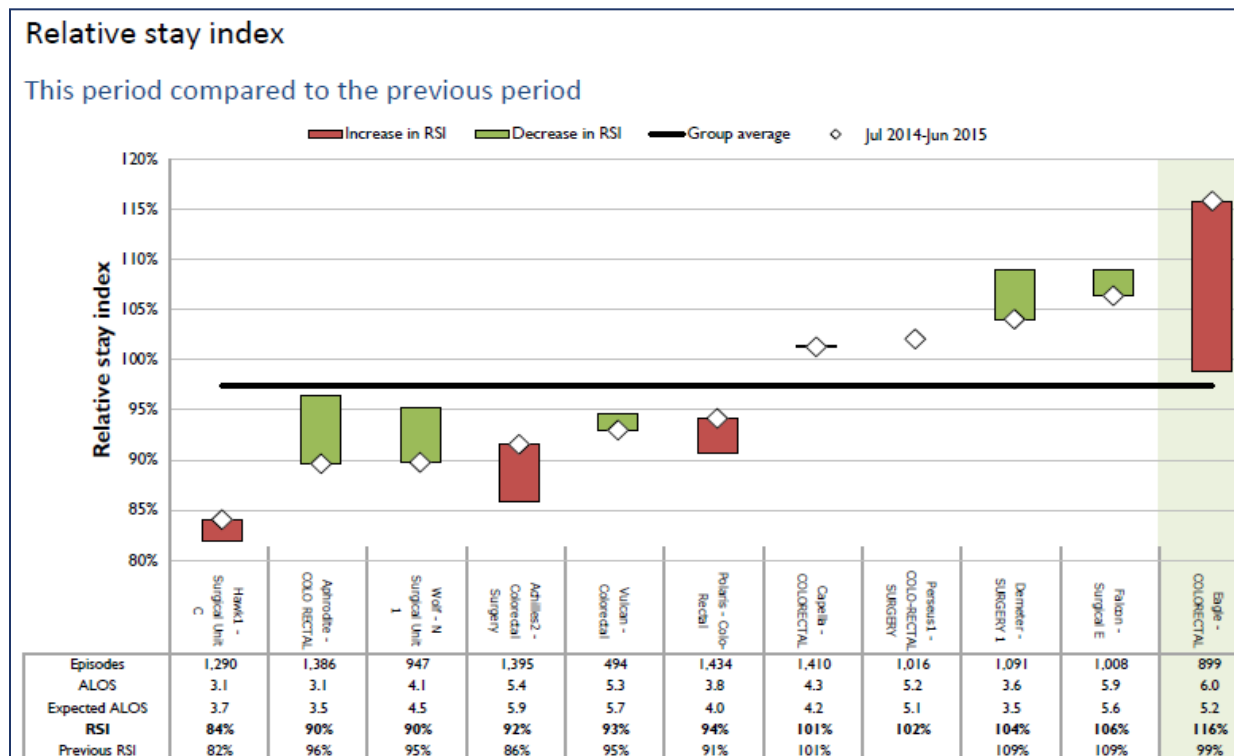 Relative stay index
This period compared to the previous period
Increase in RSI Decrease in RSI Group average Jul 2014-Jun 2015
120%
115%
110%
105%
100%
95%
90%
85%
80%
Relative stay index
Hawk1 -
Surgical Unit
C
Aphrodite -
COLO RECTAL
Wolf - N
Surgical Unit
1
Achilles2 -
Colorectal
Surgery
Vulcan -
Colorectal
Polaris - Colo-
Rectal
Capella -
COLORECTAL
Perseus1 -
COLO-RECTAL
SURGERY
Demeter -
SURGERY 1
Falcon -
Surgical E
Eagle -
COLORECTAL
Episodes 1,290 1,386 947 1,395 494 1,434 1,410 1,016 1,091 1,008 899
ALOS 3.1 3.1 4.1 5.4 5.3 3.8 4.3 5.2 3.6 5.9 6.0
Expected ALOS 3.7 3.5 4.5 5.9 5.7 4.0 4.2 5.1 3.5 5.6 5.2
RSI 84% 90% 90% 92% 93% 94% 101% 102% 104% 106% 116%
Previous RSI 82% 96% 95% 86% 95% 91% 101% 109% 109% 99%